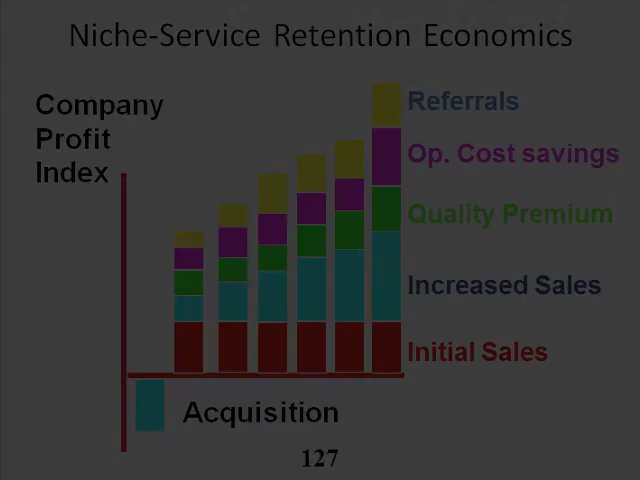 Niche-Service Retention Economics
Company
Profit
Index
Referrals
Op. Cost savings
Quality Premium
Increased Sales
Initial Sales
Acquisition
127